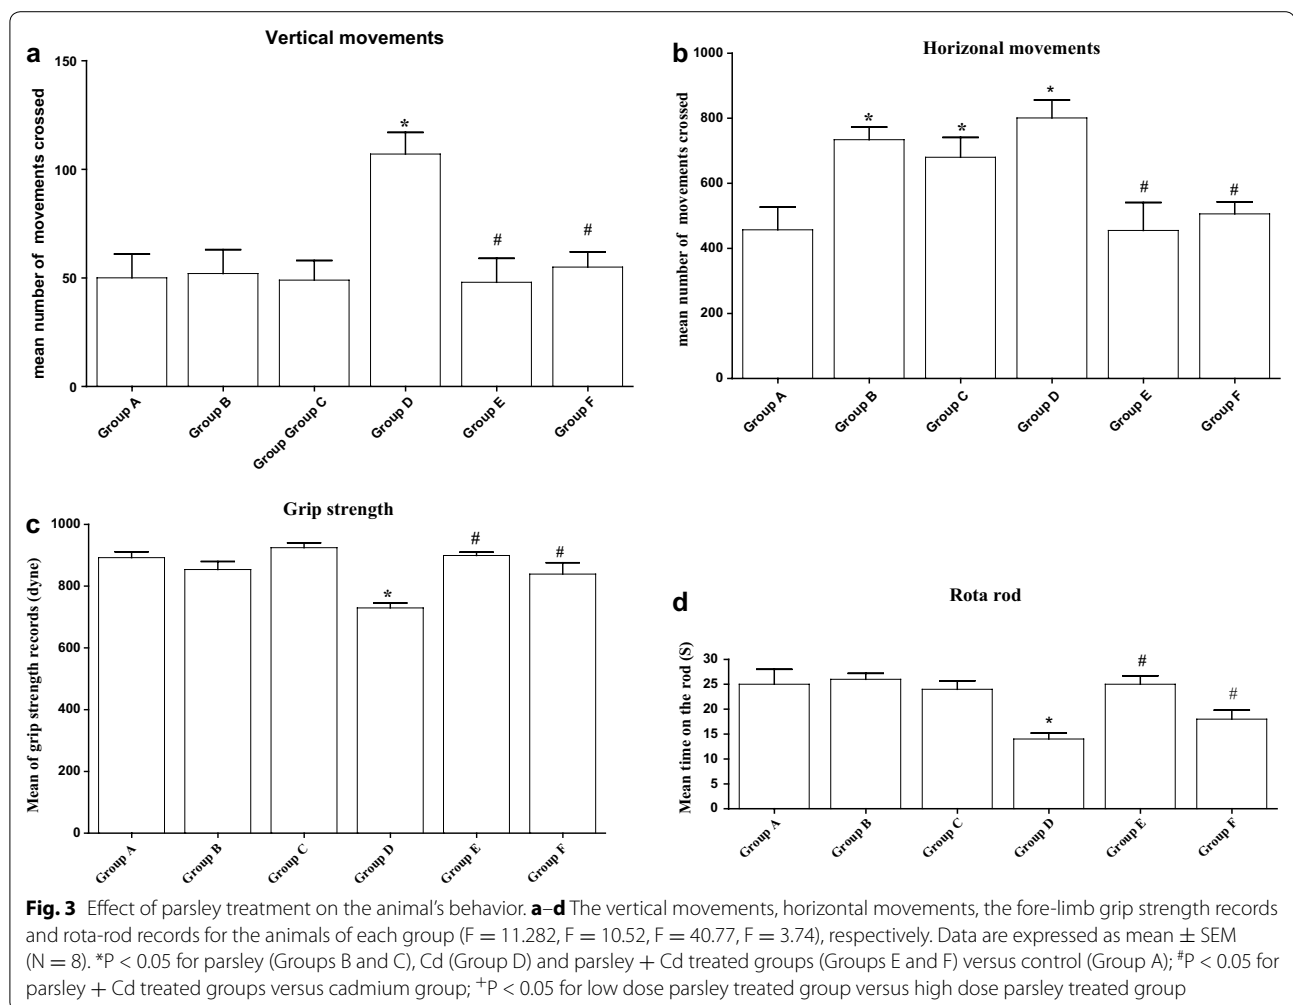 a
Vertical movements
mean number of movements crossed
150
100
50
0
*
#
#
Group A
Group B
Group Group C
Group D
Group E
Group F
b
Horizonal movements
mean number of movements crossed
1000
800
600
400
200
0
*
*
*
#
#
Group A
Group B
Group C
Group D
Group E
Group F
c
Grip strength
Mean of grip strength records (dyne)
1000
800
600
400
200
0
*
#
#
Group A
Group B
Group C
Group D
Group E
Group F
d
Rota rod
Mean time on the rod (S)
30
25
20
15
10
5
0
*
#
#
Group A
Group B
Group C
Group D
Group E
Group F
Fig. 3 Effect of parsley treatment on the animal's behavior. a–d The vertical movements, horizontal movements, the fore-limb grip strength records
and rota-rod records for the animals of each group (F = 11.282, F = 10.52, F = 40.77, F = 3.74), respectively. Data are expressed as mean ± SEM
(N = 8). *P < 0.05 for parsley (Groups B and C), Cd (Group D) and parsley + Cd treated groups (Groups E and F) versus control (Group A); #P < 0.05 for
parsley + Cd treated groups versus cadmium group; +P < 0.05 for low dose parsley treated group versus high dose parsley treated group